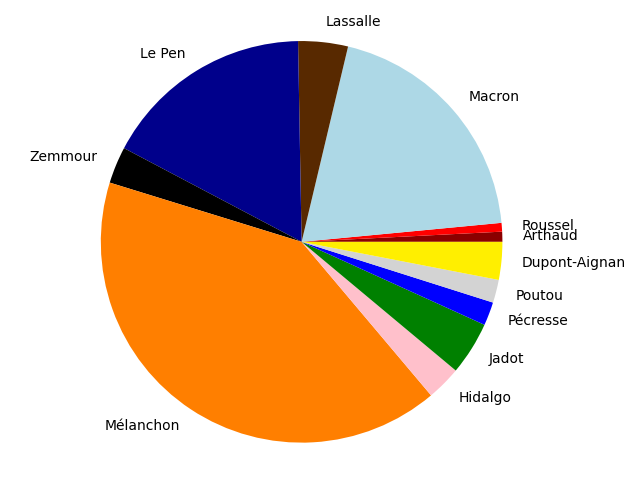 Lassalle
Le Pen
Macron
Zemmour
Roussel
Arthaud
Dupont-Aignan
Poutou
Pécresse
Jadot
Hidalgo
Mélanchon